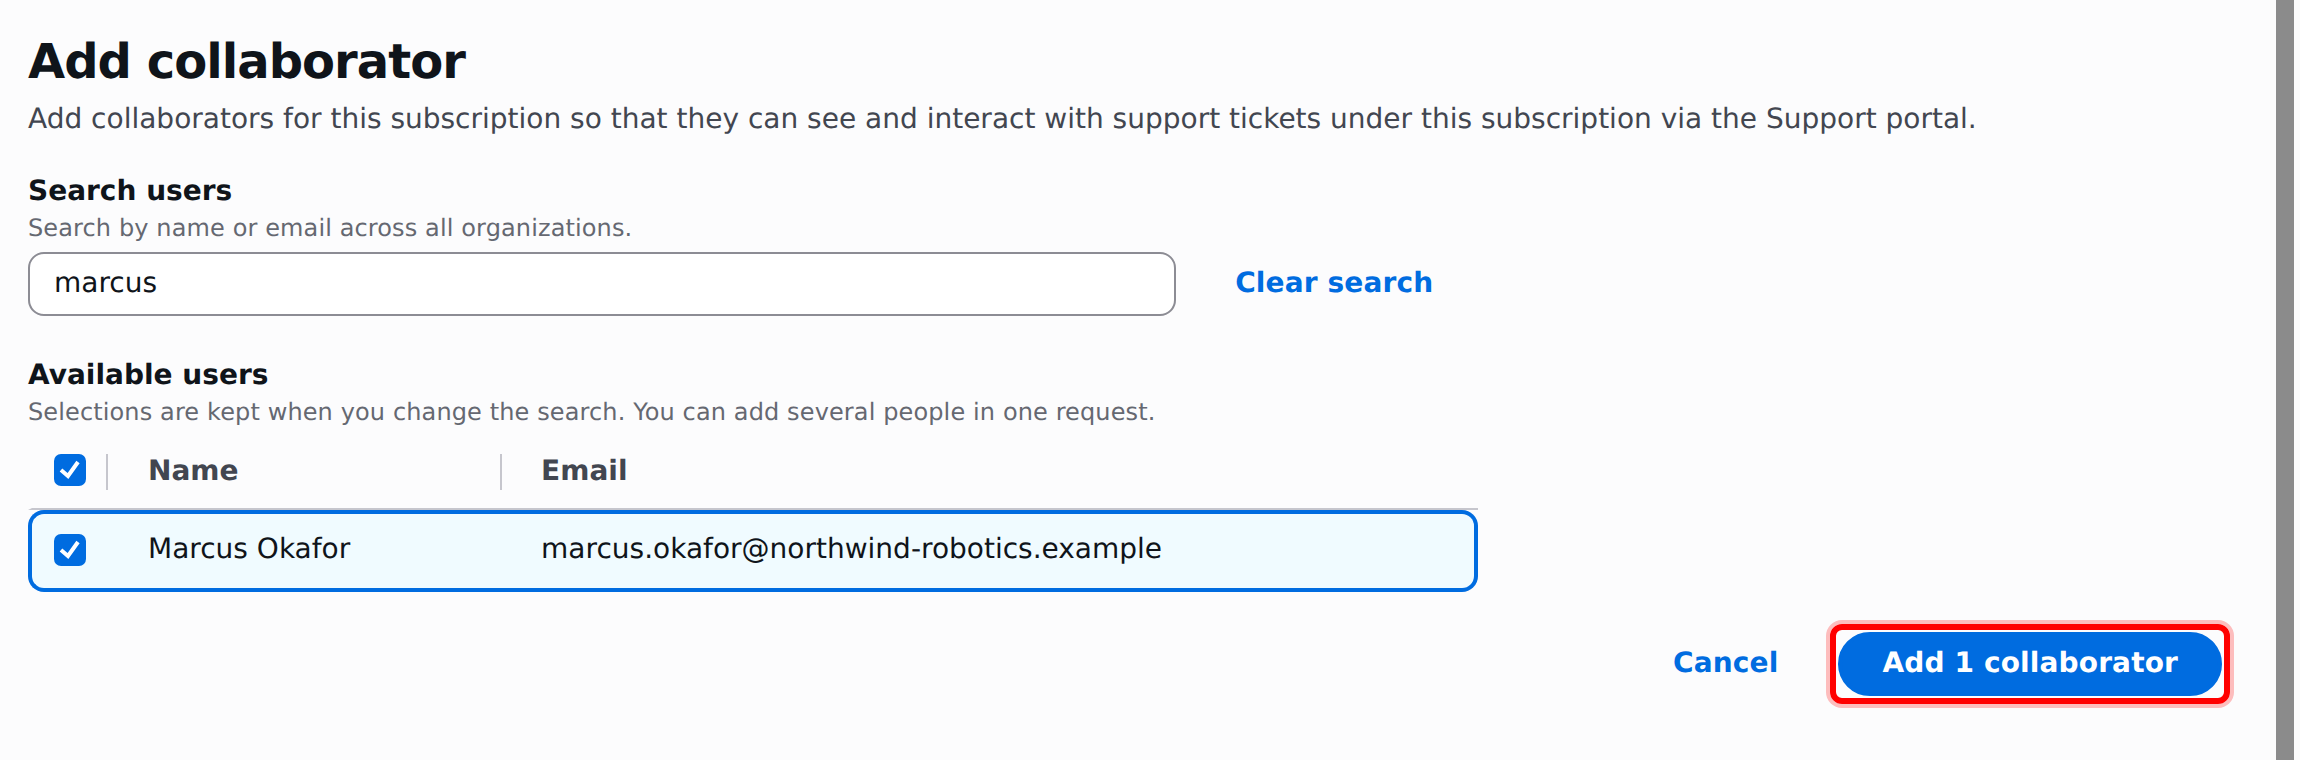 Add collaborator
Add collaborators for this subscription so that they can see and interact with support tickets under this subscription via the Support portal.
Search users
Search by name or email across all organizations.
marcus
Clear search
Available users
Selections are kept when you change the search. You can add several people in one request.
Name Email
Marcus Okafor marcus.okafor@northwind-robotics.example
Cancel Add 1 collaborator